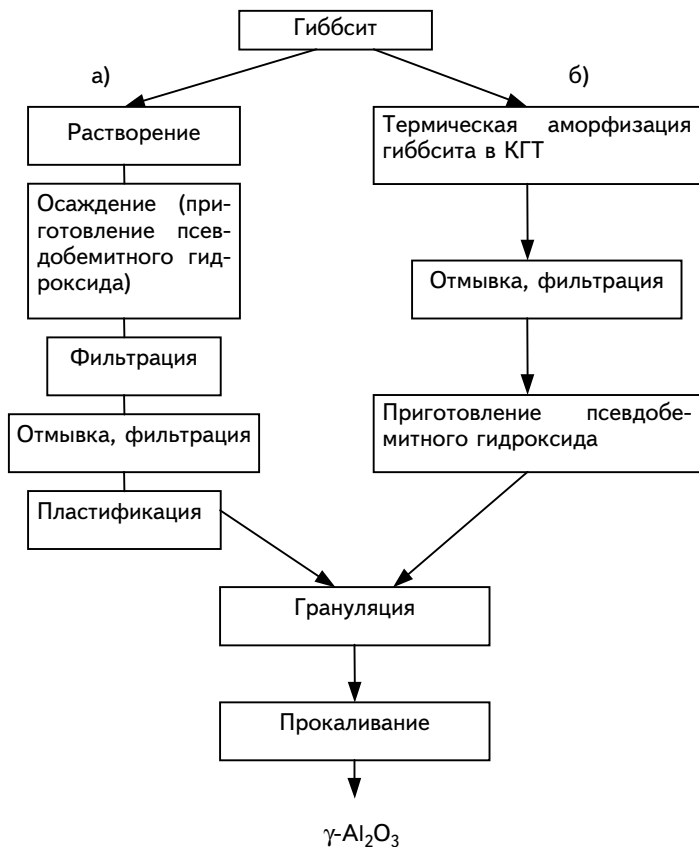 Гиббсит
а)
Растворение
Осаждение (при-
готовление псев-
добемитного гид-
роксида)
Фильтрация
Отмывка, фильтрация
Пластификация
б)
Термическая аморфизация
гиббсита в КГТ
Отмывка, фильтрация
Приготовление псевдобе-
митного гидроксида
Грануляция
Прокаливание
γ-Al₂O₃